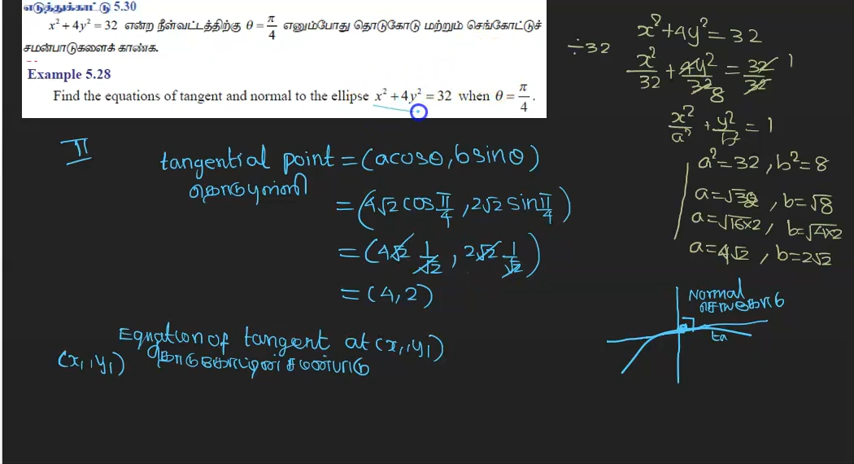 எடுத்துக்காட்டு 5.30
x² + 4y² = 32 என்ற நீள்வட்டத்திற்கு θ = π/4 எனும்போது தொடுகோடு மற்றும் செங்கோட்டுச்
சமன்பாடுகளைக் காண்க.
Example 5.28
Find the equations of tangent and normal to the ellipse x² + 4y² = 32 when θ = π/4.
x² + 4y² = 32
÷32
x²/32 + 4y²/32 8 = 32/32 1
x²/a² + y²/b² = 1
a² = 32, b² = 8
a = √32, b = √8
a = √16×2, b = √4×2
a = 4√2, b = 2√2
II
tangential point = (a cosθ, b sinθ)
தொடுபுள்ளி
= (4√2 cos π/4, 2√2 sin π/4)
= (4√2 1/√2, 2√2 1/√2)
= (4, 2)
Equation of tangent at (x₁, y₁)
(x₁, y₁)
Normal
ta